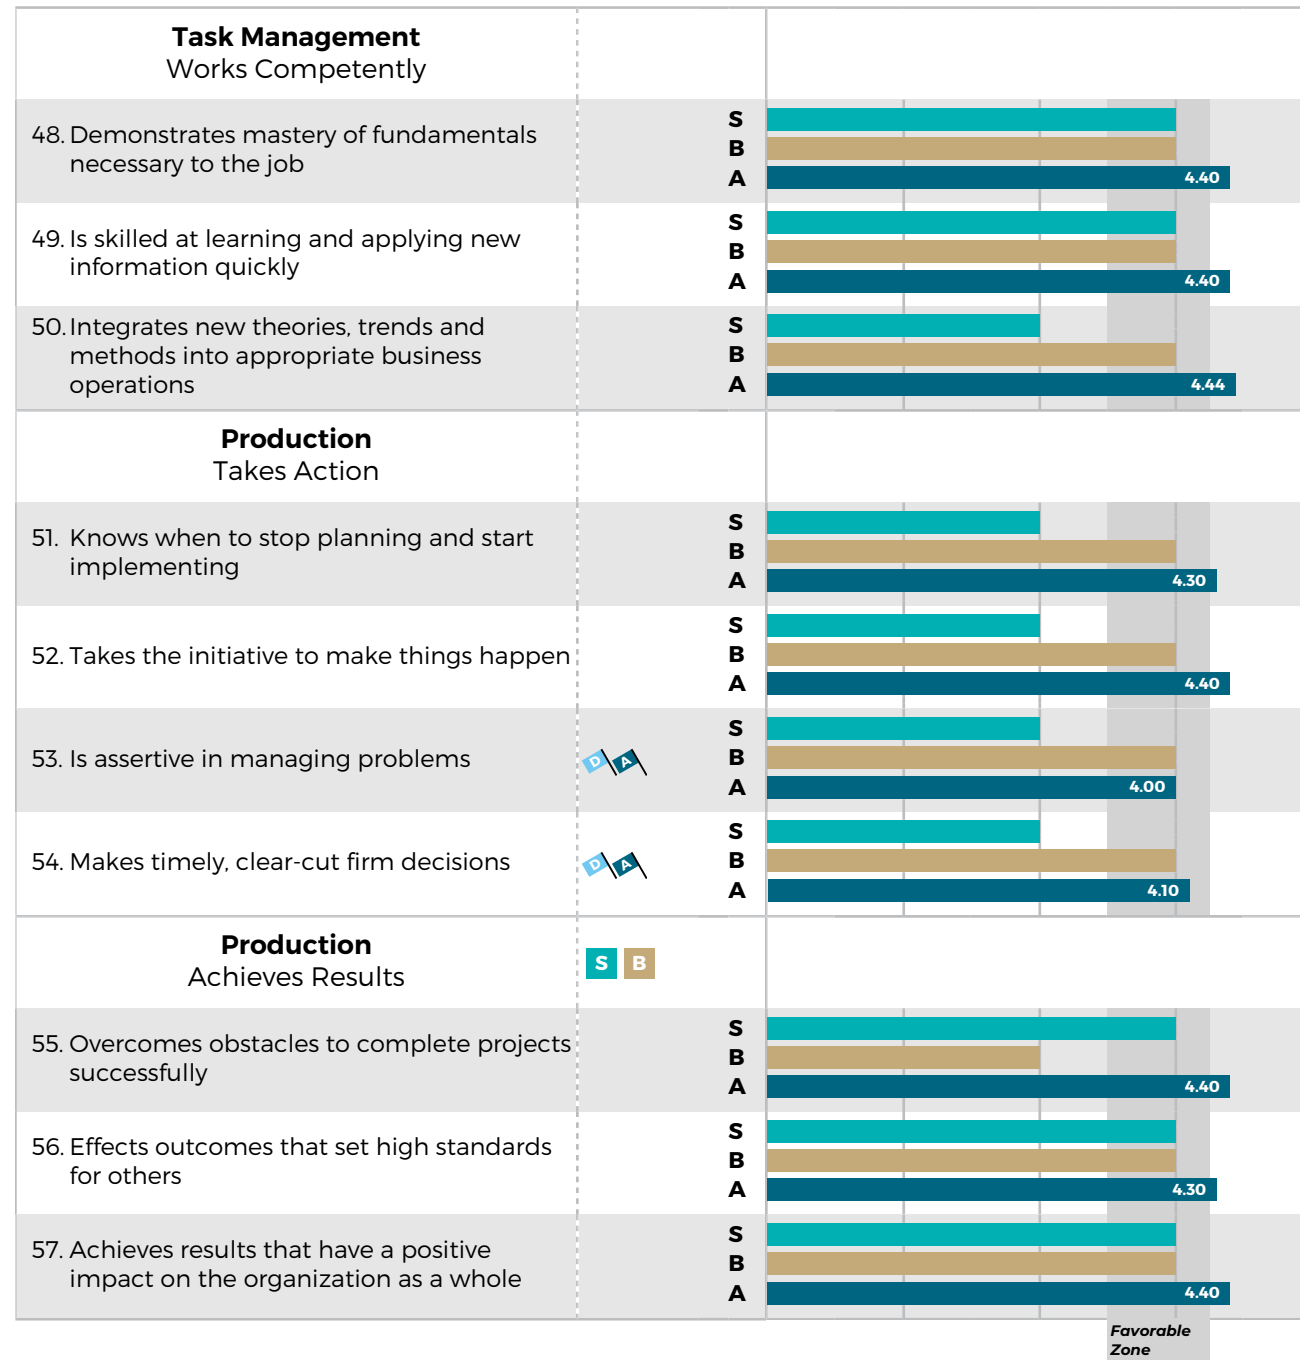 Task Management
Works Competently
48. Demonstrates mastery of fundamentals
necessary to the job
S
B
A
4.40
49. Is skilled at learning and applying new
information quickly
S
B
A
4.40
50. Integrates new theories, trends and
methods into appropriate business
operations
S
B
A
4.44
Production
Takes Action
51. Knows when to stop planning and start
implementing
S
B
A
4.30
52. Takes the initiative to make things happen
S
B
A
4.40
53. Is assertive in managing problems
D A
S
B
A
4.00
54. Makes timely, clear-cut firm decisions
D A
S
B
A
4.10
Production
Achieves Results
S B
55. Overcomes obstacles to complete projects
successfully
S
B
A
4.40
56. Effects outcomes that set high standards
for others
S
B
A
4.30
57. Achieves results that have a positive
impact on the organization as a whole
S
B
A
4.40
Favorable
Zone